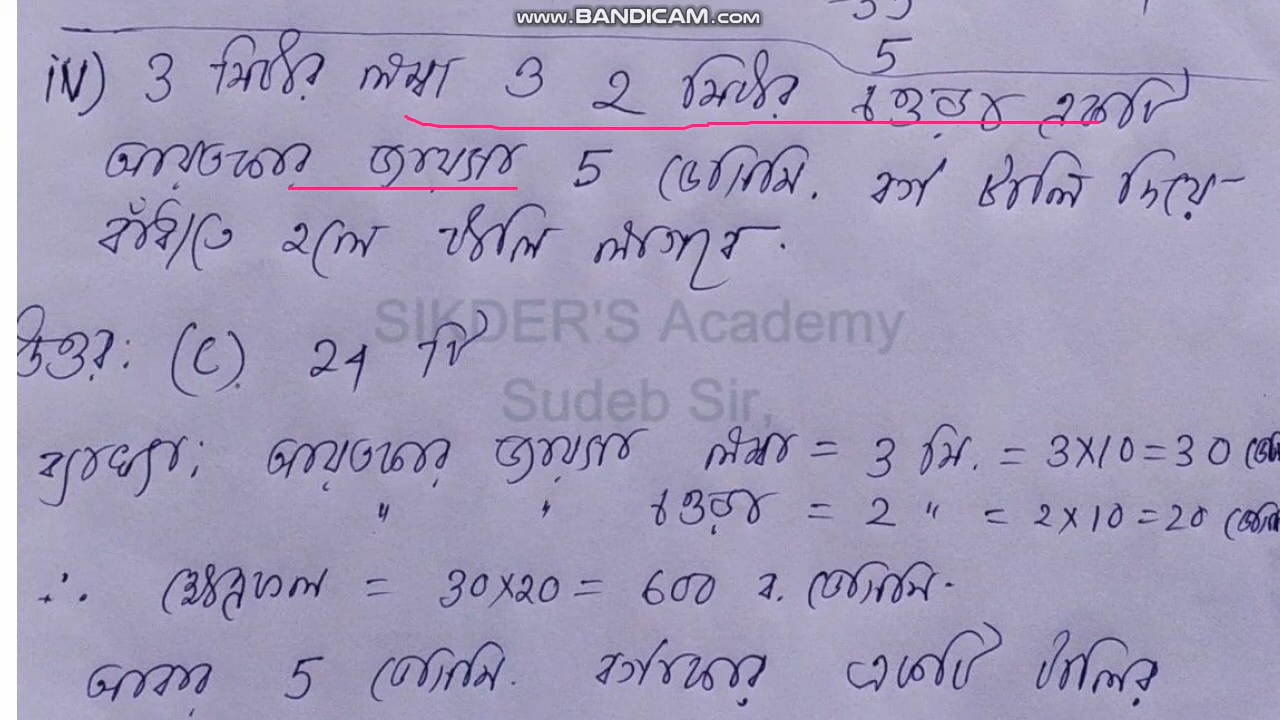 www.BANDICAM.com
5
iv) 3 মিটার লম্বা ও 2 মিটার চওড়া একটি
আয়তাকার জায়গা 5 ডেসিমি. বর্গ টালি দিয়ে
বাঁধাতে হলে টালি লাগবে.
SIKDER'S Academy
উত্তর: (C). 24 টি
Sudeb Sir,
ব্যাখ্যা: আয়তাকার জায়গার লম্বা = 3 মি. = 3×10=30
" " চওড়া = 2 " = 2×10=20
∴ ক্ষেত্রফল = 30×20 = 600 ব. ডেসিমি.
আবার 5 ডেসিমি. বর্গাকার একটি টালির